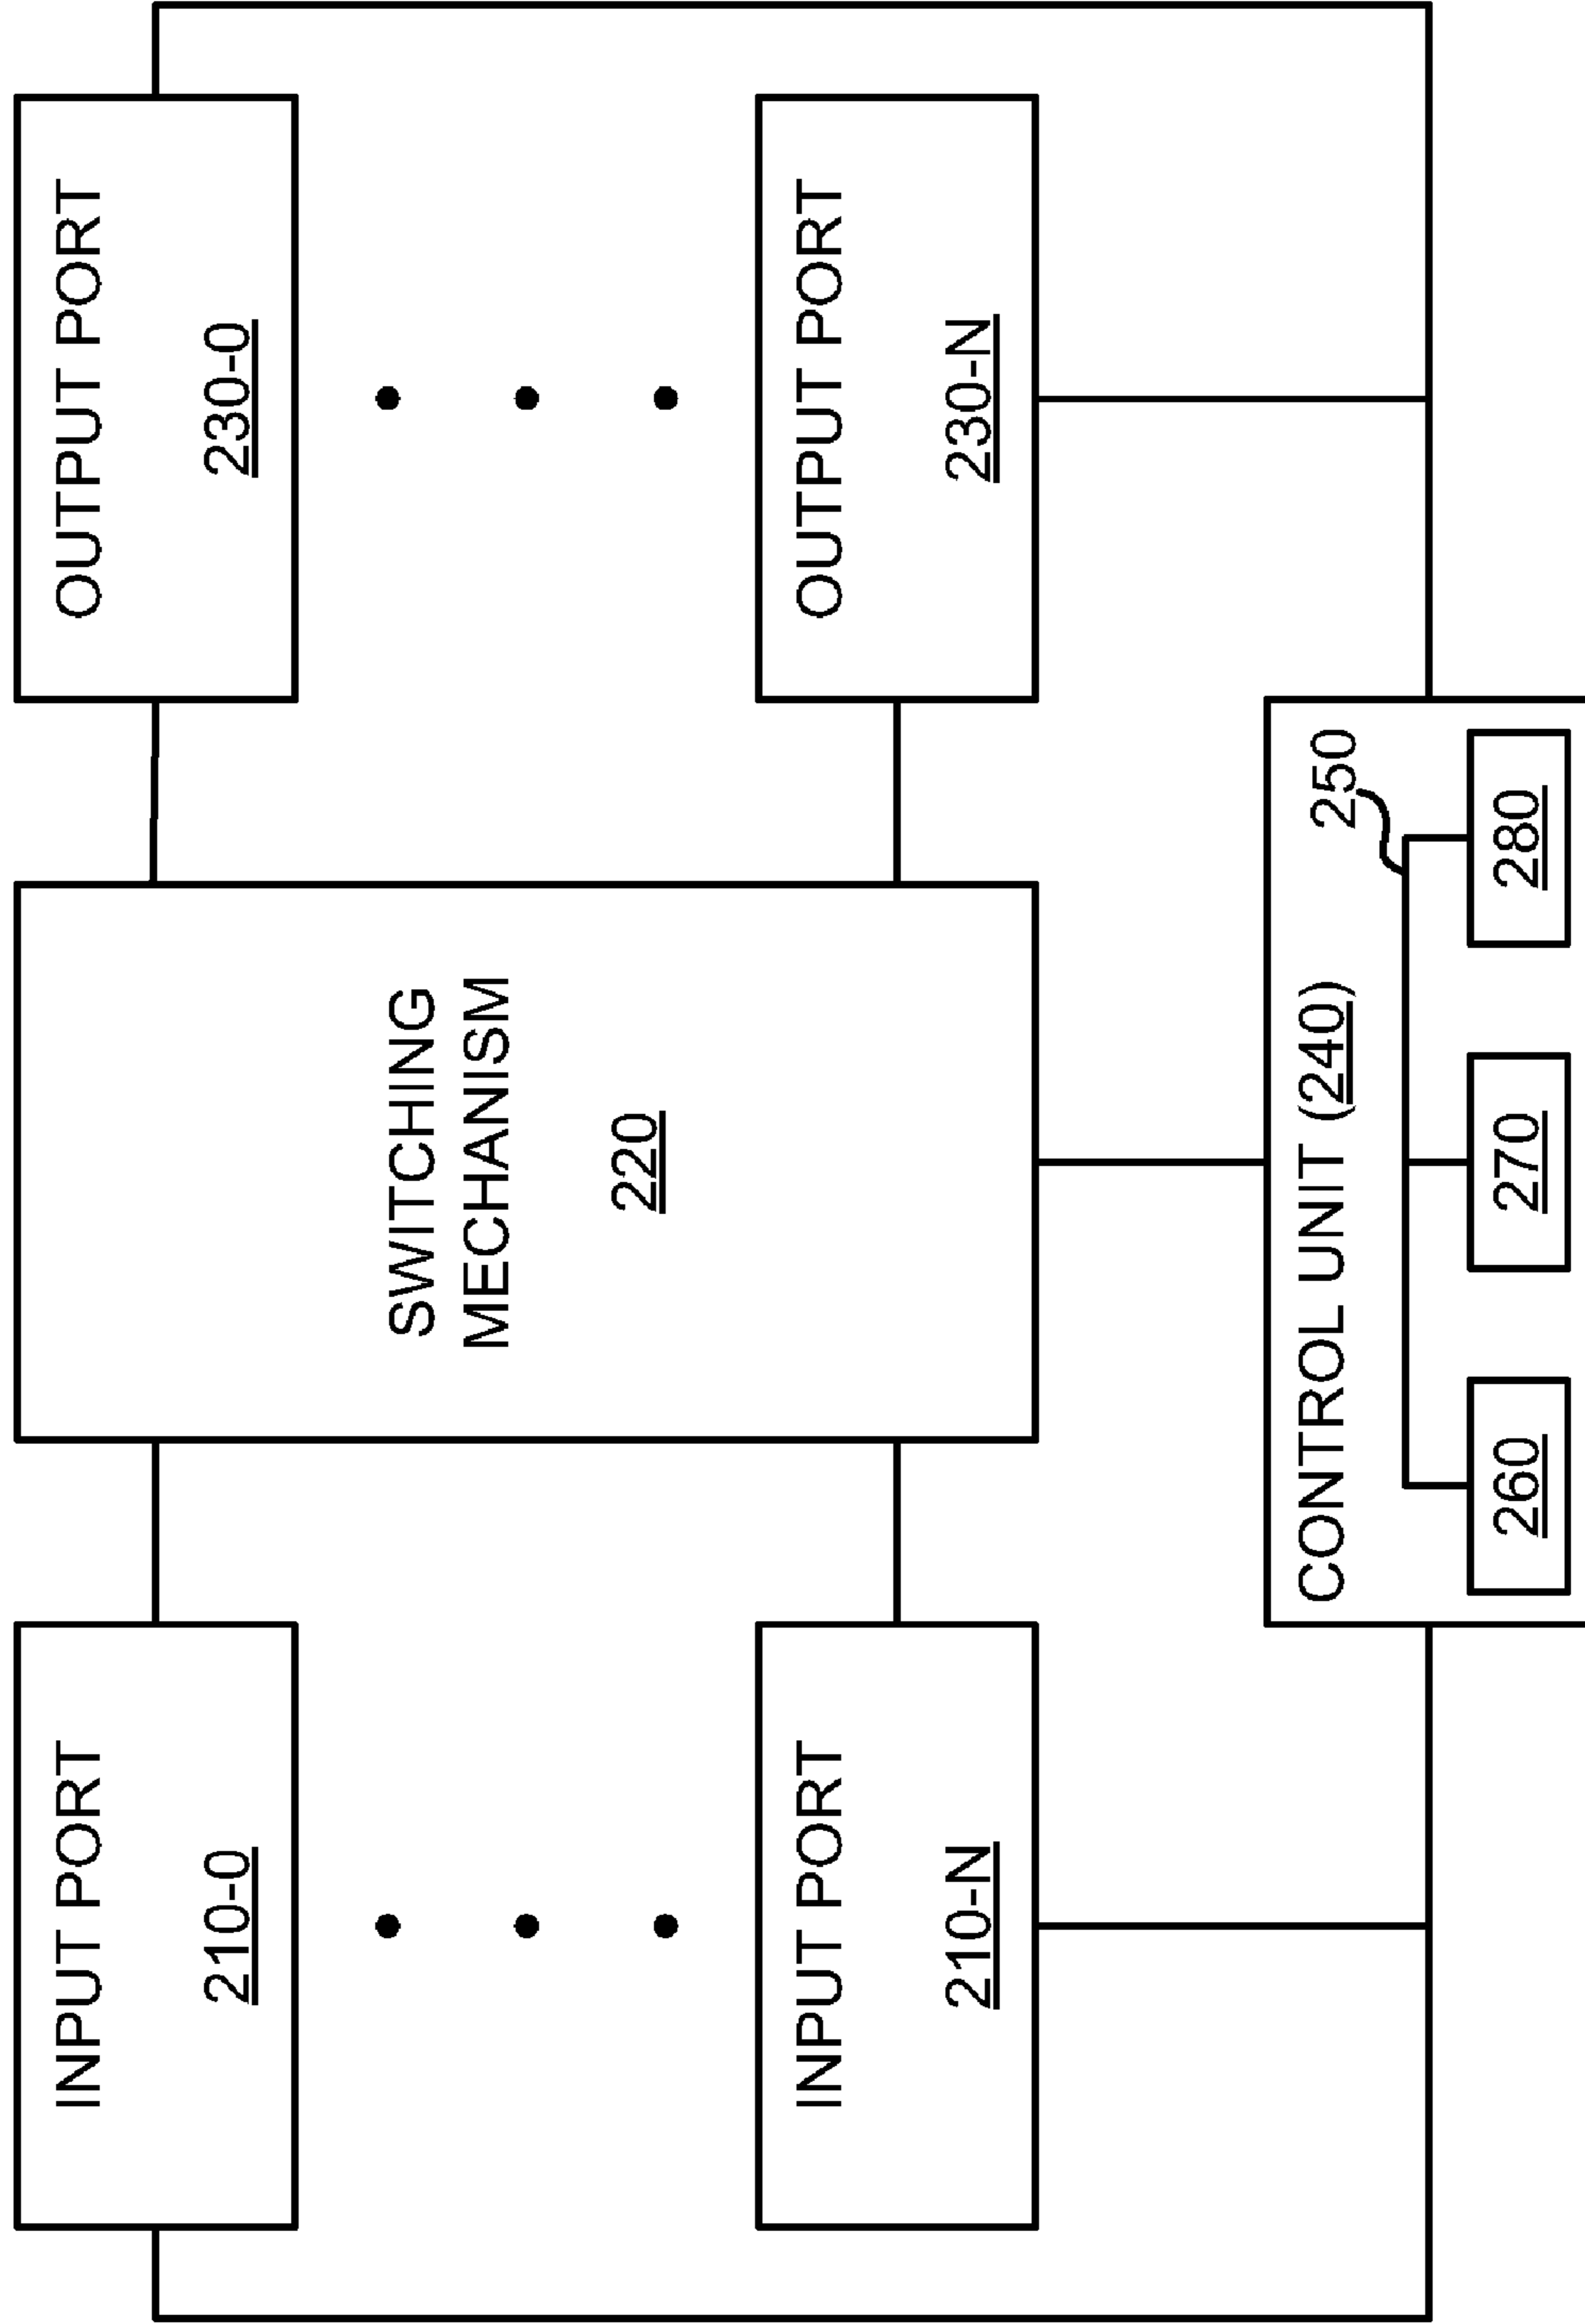 INPUT PORT
210-0
INPUT PORT
210-N
SWITCHING
MECHANISM
220
OUTPUT PORT
230-0
OUTPUT PORT
230-N
CONTROL UNIT (240)
250
260
270
280